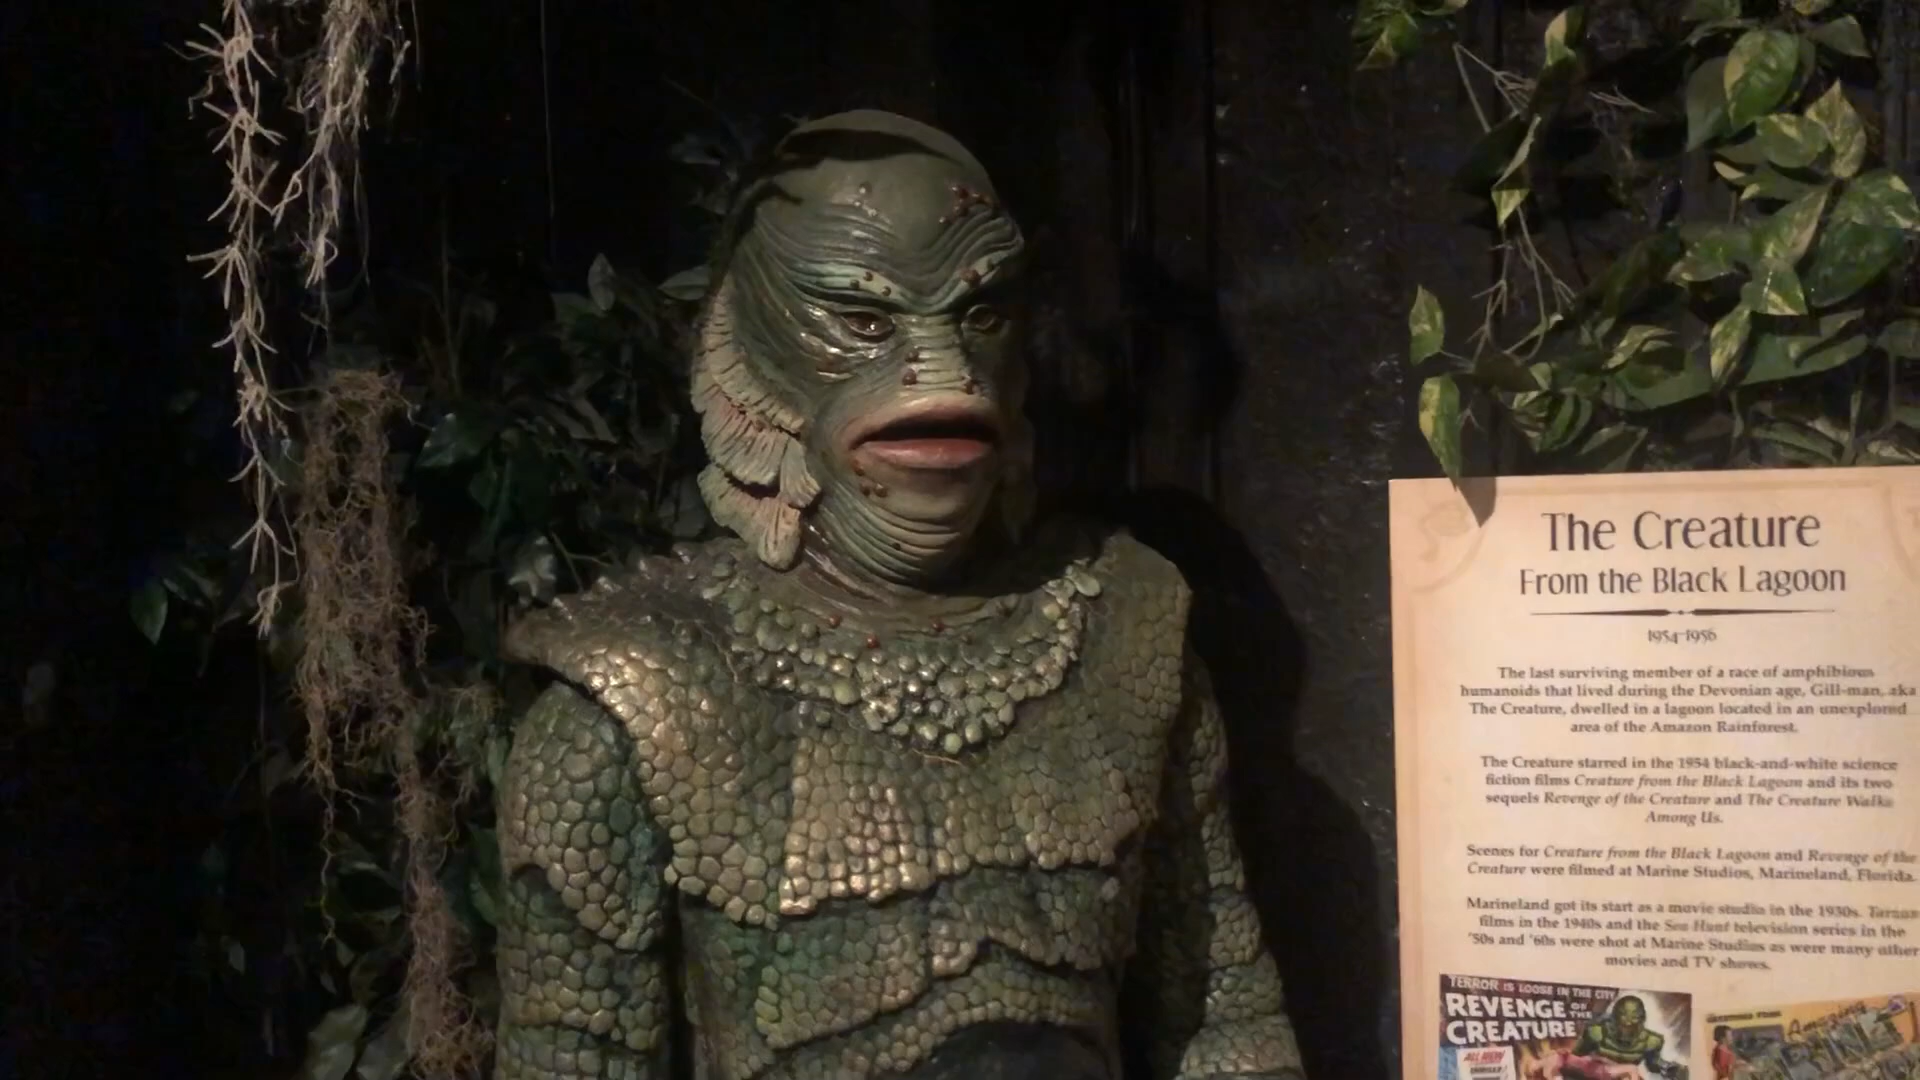 The Creature
From the Black Lagoon
1954-1956
The last surviving member of a race of amphibious
humanoids that lived during the Devonian age, Gill-man, aka
The Creature, dwelled in a lagoon located in an unexplored
area of the Amazon Rainforest.
The Creature starred in the 1954 black-and-white science
fiction films Creature from the Black Lagoon and its two
sequels Revenge of the Creature and The Creature Walks
Among Us.
Scenes for Creature from the Black Lagoon and Revenge of the
Creature were filmed at Marine Studios, Marineland, Florida.
Marineland got its start as a movie studio in the 1930s. Tarzan
films in the 1940s and the Sea Hunt television series in the
'50s and '60s were shot at Marine Studios as were many other
movies and TV shows.
TERROR IS LOOSE IN THE CITY
REVENGE OF THE
CREATURE
ALL NEW
Amazing